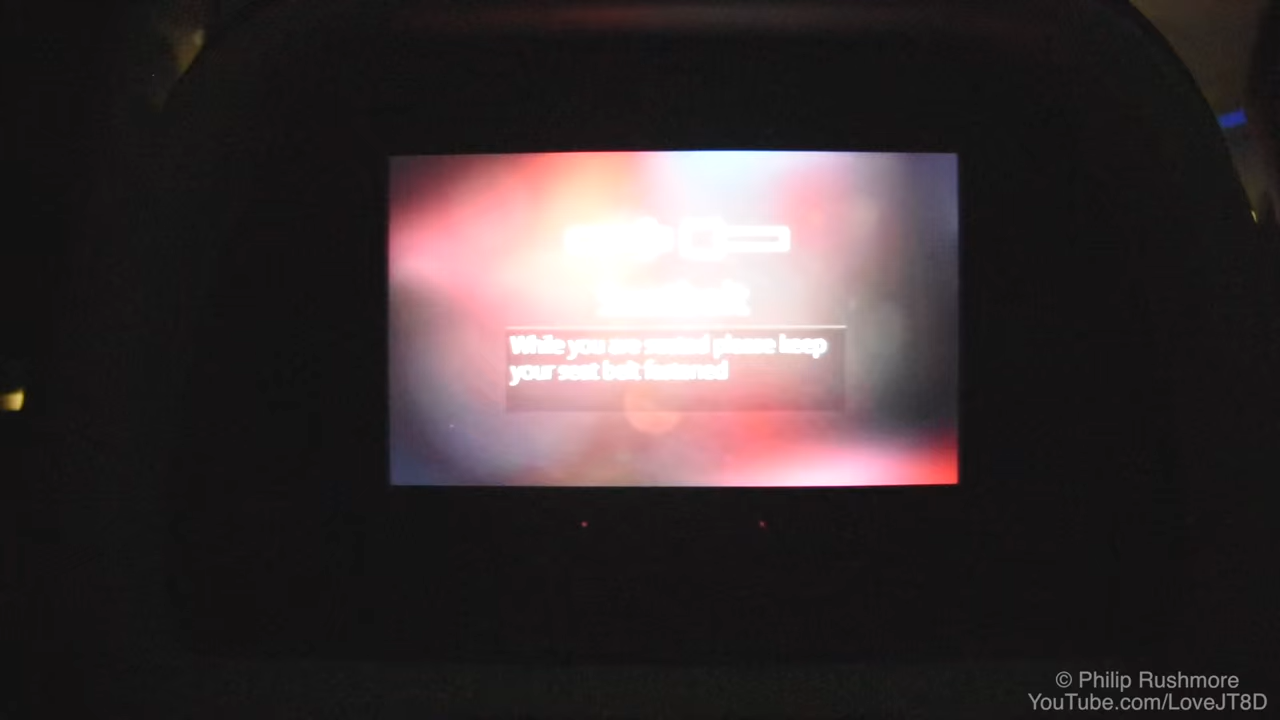 While you are seated please keep
your seat belt fastened
© Philip Rushmore
YouTube.com/LoveJT8D